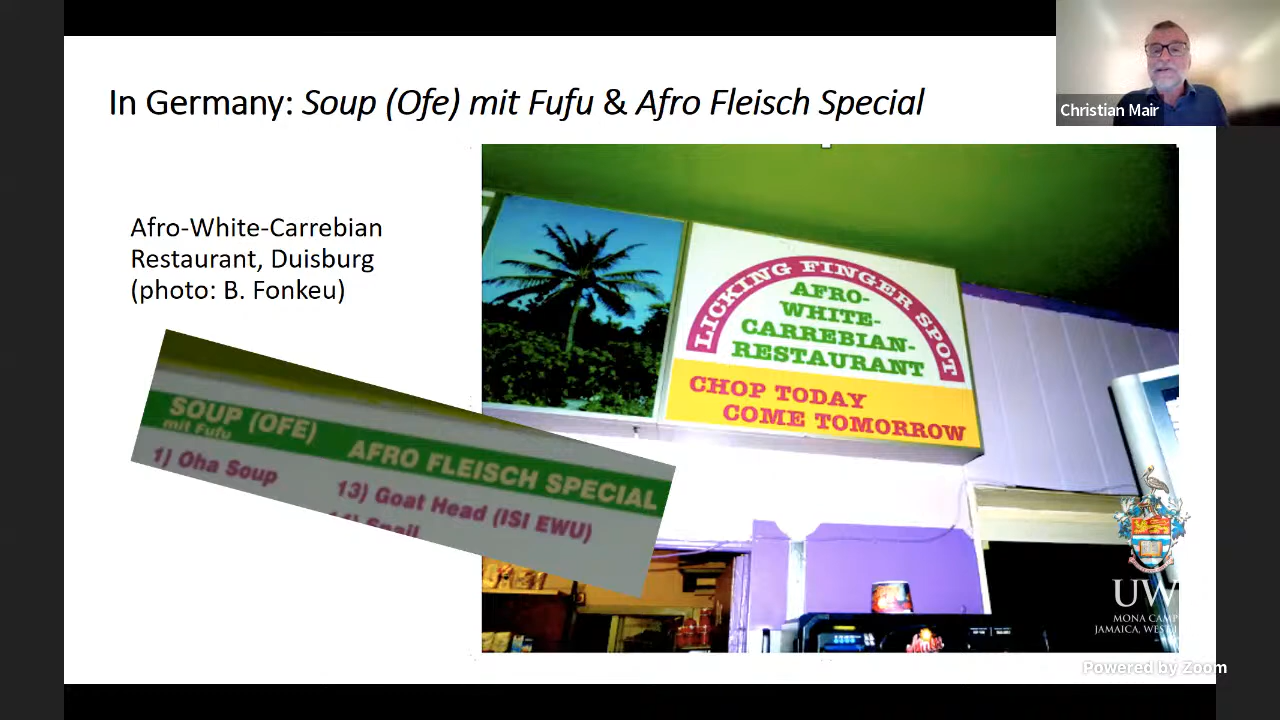 In Germany: Soup (Ofe) mit Fufu & Afro Fleisch Special
Christian Mair
Afro-White-Carrebian
Restaurant, Duisburg
(photo: B. Fonkeu)
LICKING FINGER SPOT
AFRO-
WHITE-
CARREBIAN-
RESTAURANT
CHOP TODAY
COME TOMORROW
SOUP (OFE)
mit Fufu
1) Oha Soup
AFRO FLEISCH SPECIAL
13) Goat Head (ISI EWU)
14) Snail
UW
MONA CAMP
JAMAICA, WEST
Powered by Zoom